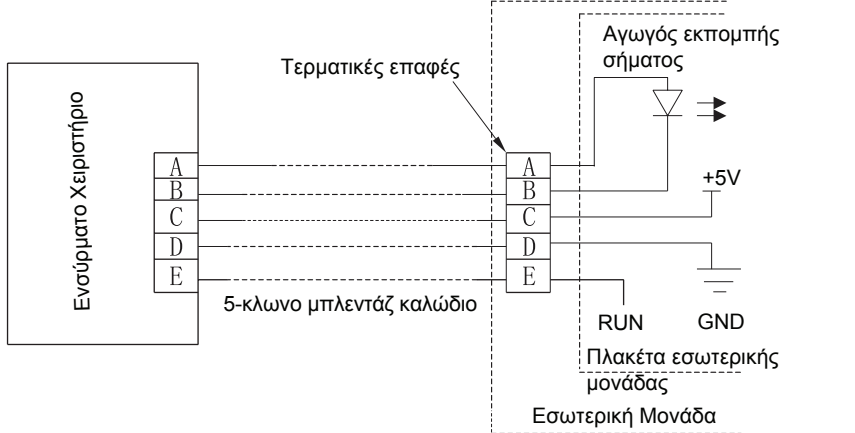 Αγωγός εκπομπής
σήματος
Τερματικές επαφές
Ενσύρματο Χειριστήριο
A
B
C
D
E
A
B
C
D
E
+5V
5-κλωνο μπλεντάζ καλώδιο
RUN
GND
Πλακέτα εσωτερικής
μονάδας
Εσωτερική Μονάδα